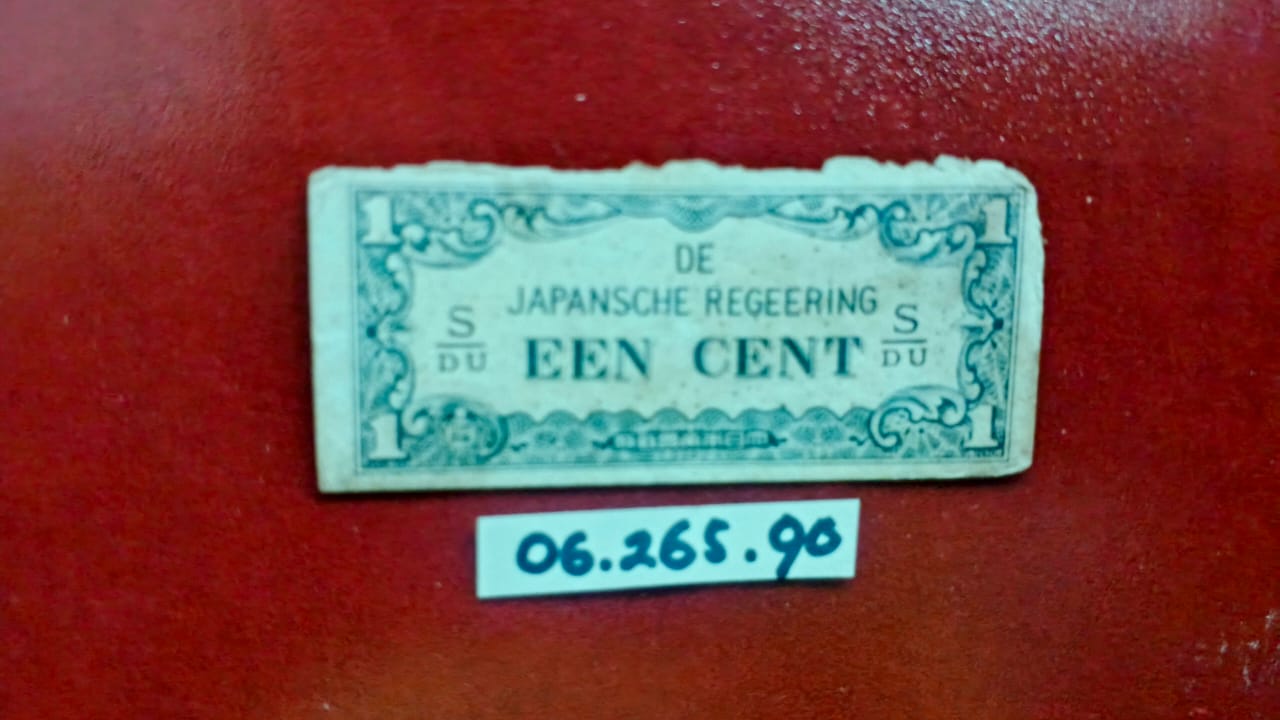 1 1
DE
JAPANSCHE REGEERING
S S
DU DU
EEN CENT
1 1
06.265.90